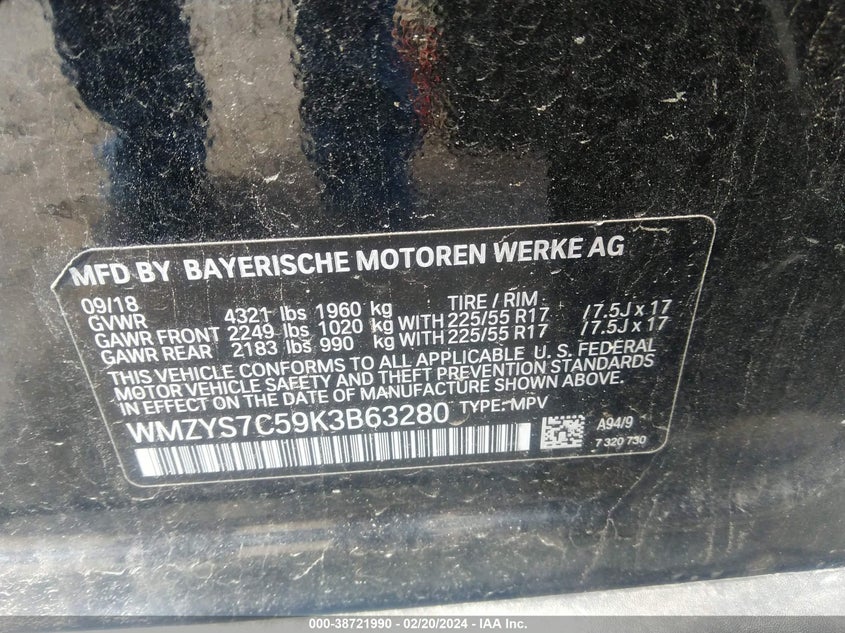 MFD BY BAYERISCHE MOTOREN WERKE AG
09/18 TIRE / RIM
GVWR 4321 lbs 1960 kg
GAWR FRONT 2249 lbs 1020 kg WITH 225/55 R17 / 7.5J x 17
GAWR REAR 2183 lbs 990 kg WITH 225/55 R17 / 7.5J x 17
THIS VEHICLE CONFORMS TO ALL APPLICABLE U. S. FEDERAL
MOTOR VEHICLE SAFETY AND THEFT PREVENTION STANDARDS
IN EFFECT ON THE DATE OF MANUFACTURE SHOWN ABOVE.
WMZYS7C59K3B63280 TYPE: MPV
A94/9
7 320 730
000-38721990 - 02/20/2024 - IAA Inc.